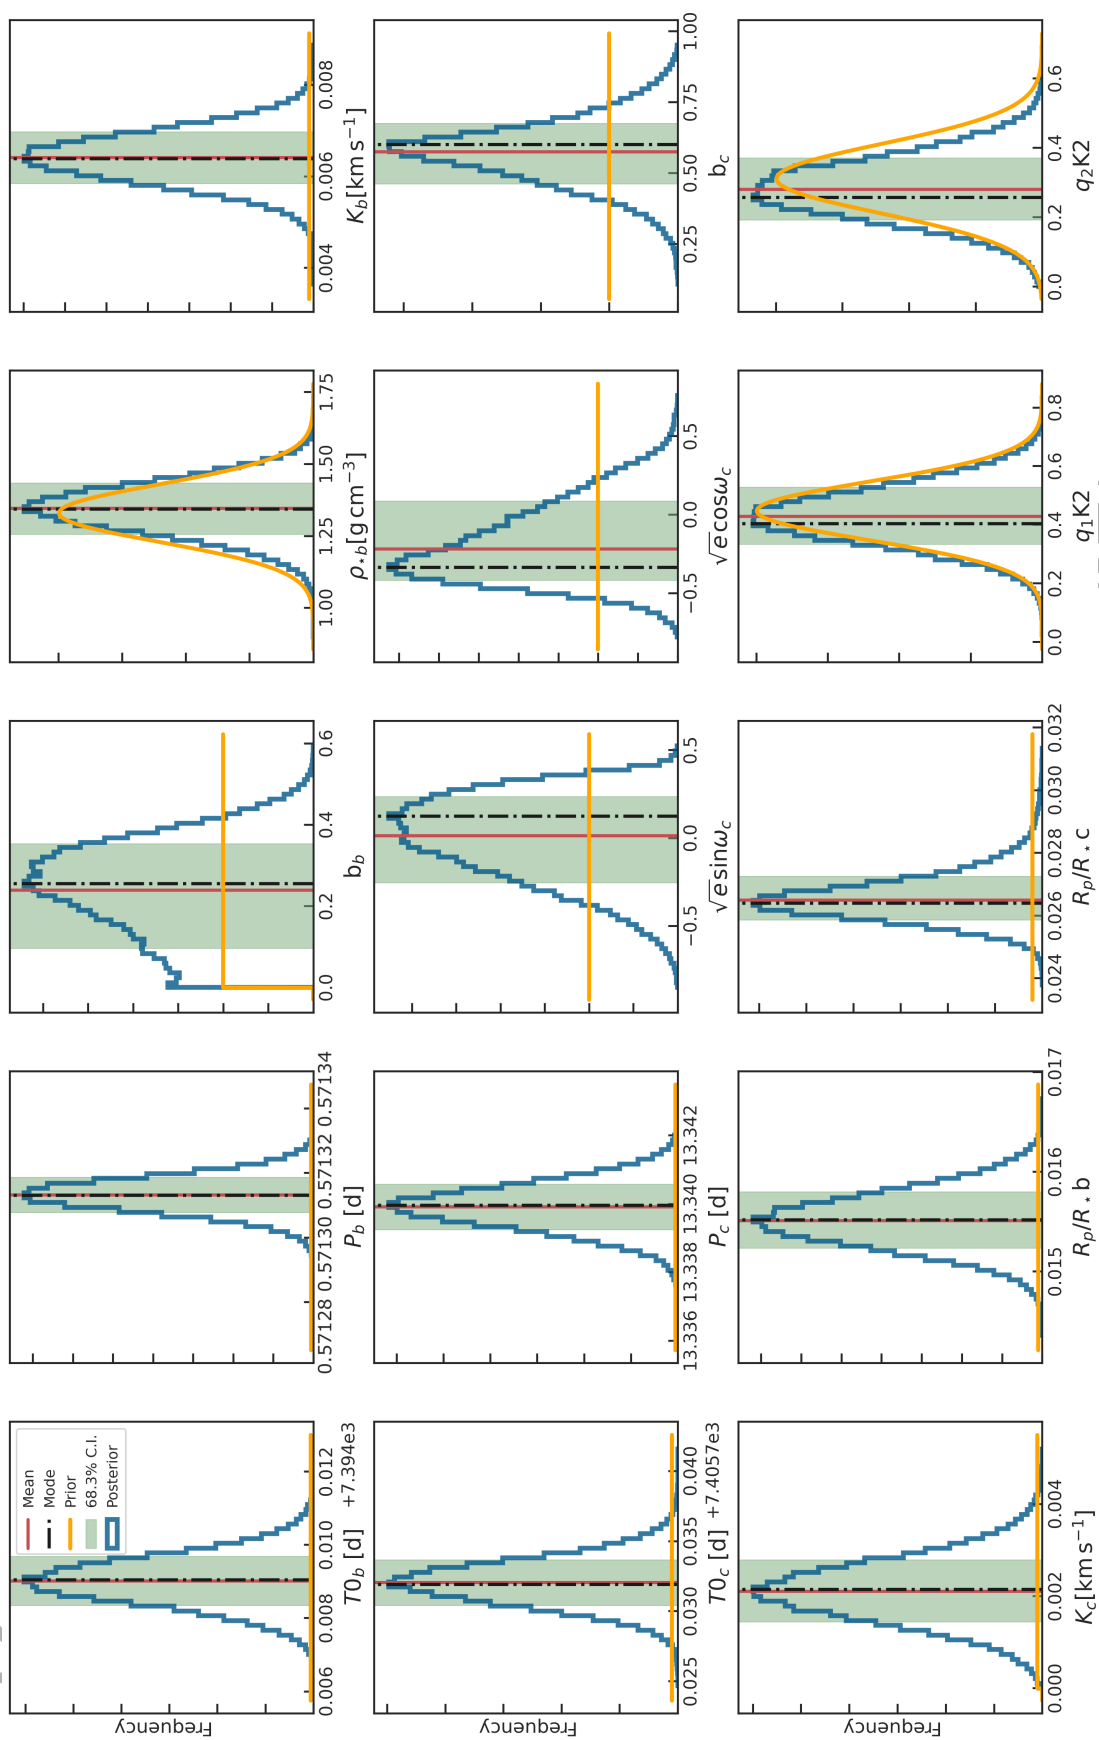 Mean
Mode
Prior
68.3% C.I.
Posterior
Frequency
0.006 0.008 0.010 0.012
+7.394e3
T0b [d]
0.57128 0.57130 0.57132 0.57134
Pb [d]
0.0 0.2 0.4 0.6
bb
1.00 1.25 1.50 1.75
ρ⋆b[g cm−3]
0.004 0.006 0.008
Kb[km s−1]
Frequency
0.025 0.030 0.035 0.040
+7.4057e3
T0c [d]
13.336 13.338 13.340 13.342
Pc [d]
−0.5 0.0 0.5
√e sinωc
−0.5 0.0 0.5
√e cosωc
0.25 0.50 0.75 1.00
bc
Frequency
0.000 0.002 0.004
Kc[km s−1]
0.015 0.016 0.017
Rp/R⋆b
0.024 0.026 0.028 0.030 0.032
Rp/R⋆c
0.0 0.2 0.4 0.6 0.8
q1K2
0.0 0.2 0.4 0.6
q2K2